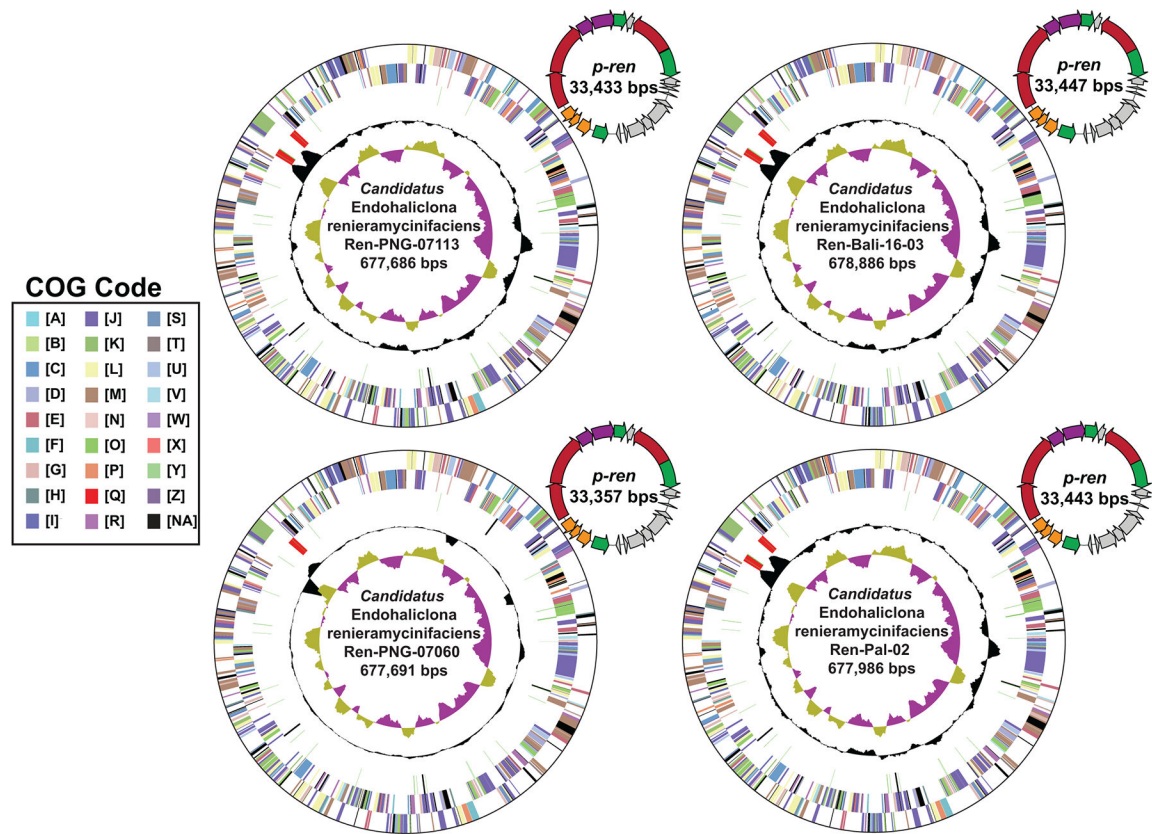 p-ren
33,433 bps
Candidatus
Endohaliclona
renieramycinifaciens
Ren-PNG-07113
677,686 bps
p-ren
33,447 bps
Candidatus
Endohaliclona
renieramycinifaciens
Ren-Bali-16-03
678,886 bps
COG Code
[A] [J] [S]
[B] [K] [T]
[C] [L] [U]
[D] [M] [V]
[E] [N] [W]
[F] [O] [X]
[G] [P] [Y]
[H] [Q] [Z]
[I] [R] [NA]
p-ren
33,357 bps
Candidatus
Endohaliclona
renieramycinifaciens
Ren-PNG-07060
677,691 bps
p-ren
33,443 bps
Candidatus
Endohaliclona
renieramycinifaciens
Ren-Pal-02
677,986 bps